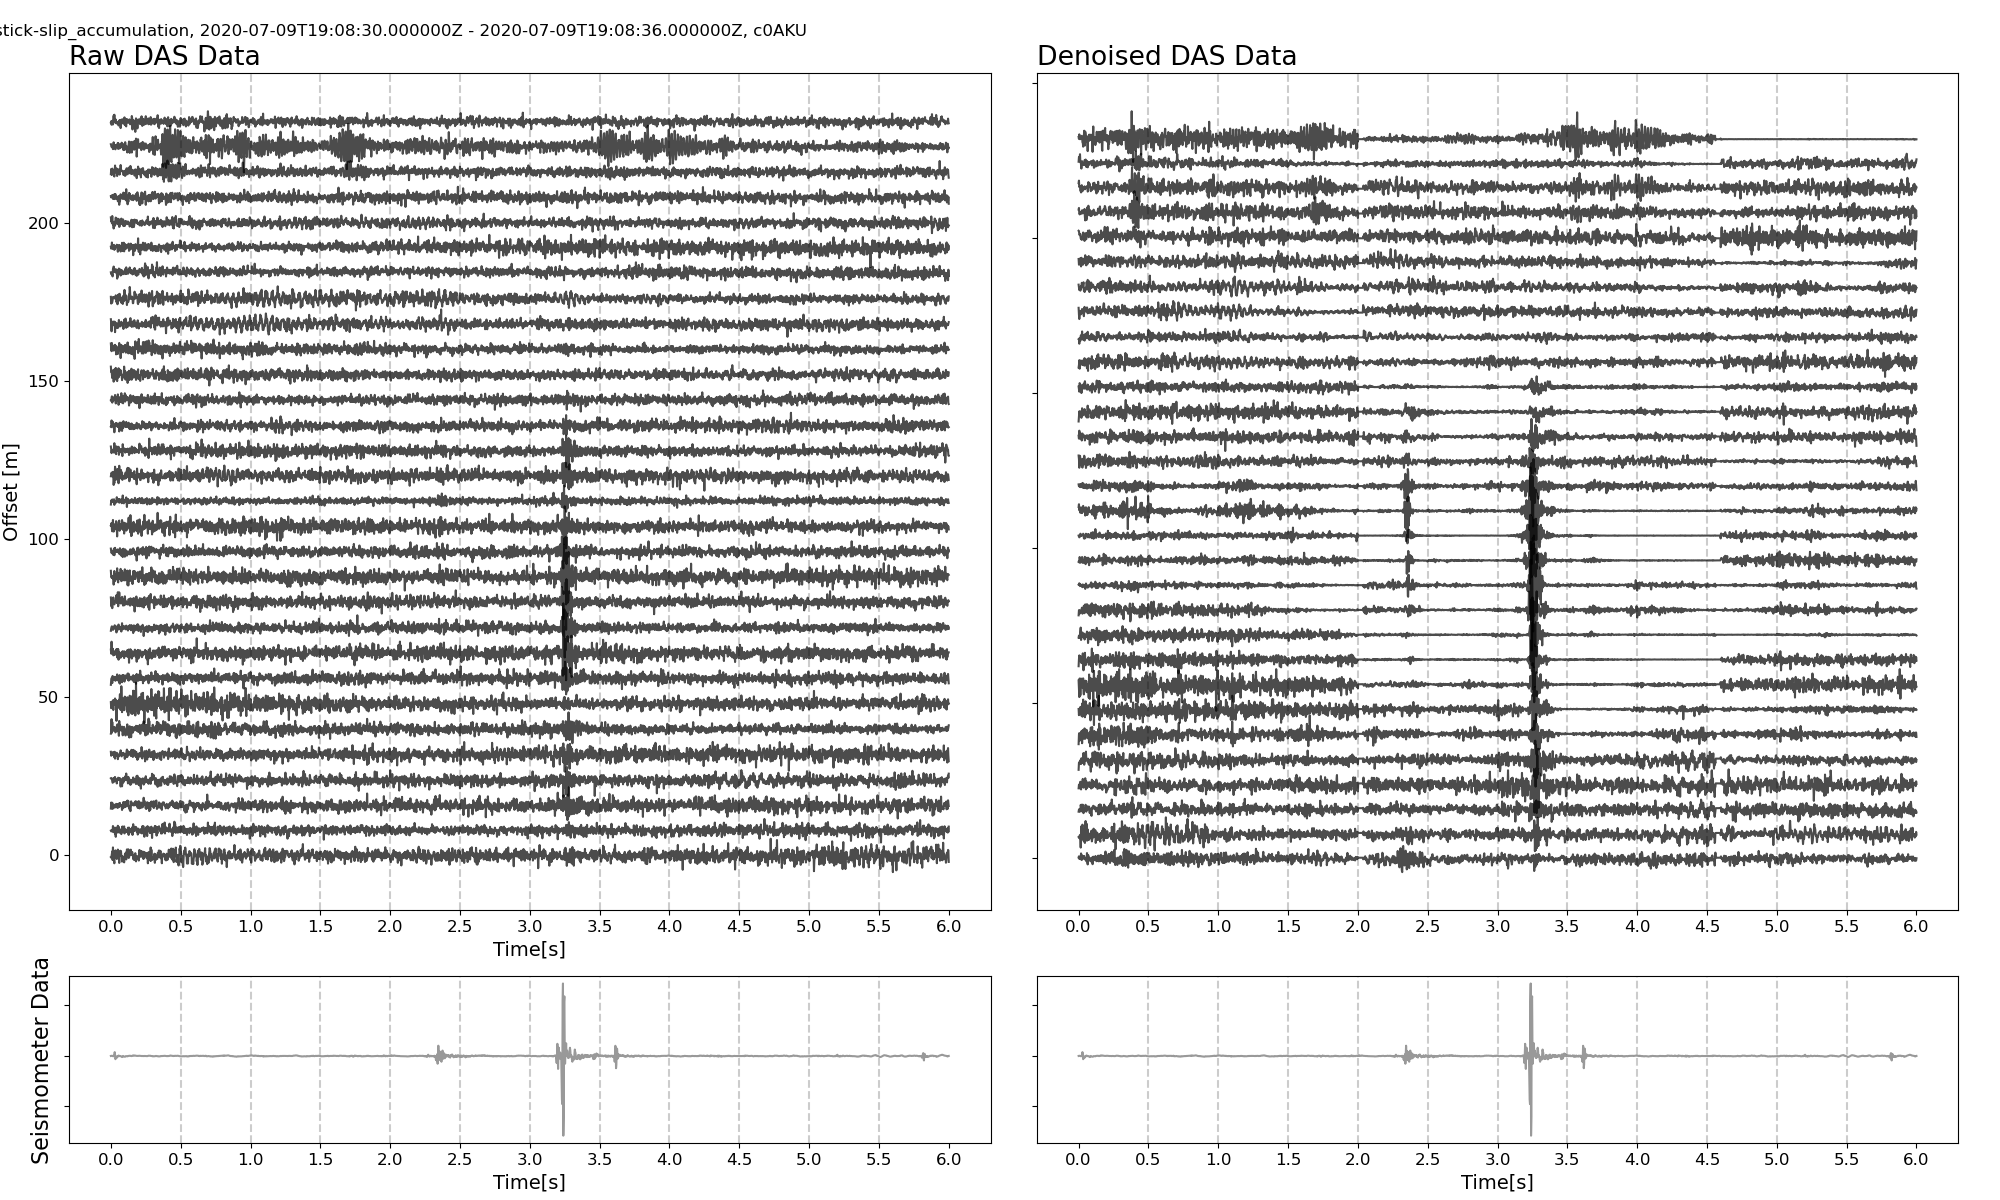 stick-slip_accumulation, 2020-07-09T19:08:30.000000Z - 2020-07-09T19:08:36.000000Z, c0AKU
Raw DAS Data
Denoised DAS Data
Offset [m]
200
150
100
50
0
0.0 0.5 1.0 1.5 2.0 2.5 3.0 3.5 4.0 4.5 5.0 5.5 6.0
Time[s]
0.0 0.5 1.0 1.5 2.0 2.5 3.0 3.5 4.0 4.5 5.0 5.5 6.0
Seismometer Data
0.0 0.5 1.0 1.5 2.0 2.5 3.0 3.5 4.0 4.5 5.0 5.5 6.0
Time[s]
0.0 0.5 1.0 1.5 2.0 2.5 3.0 3.5 4.0 4.5 5.0 5.5 6.0
Time[s]